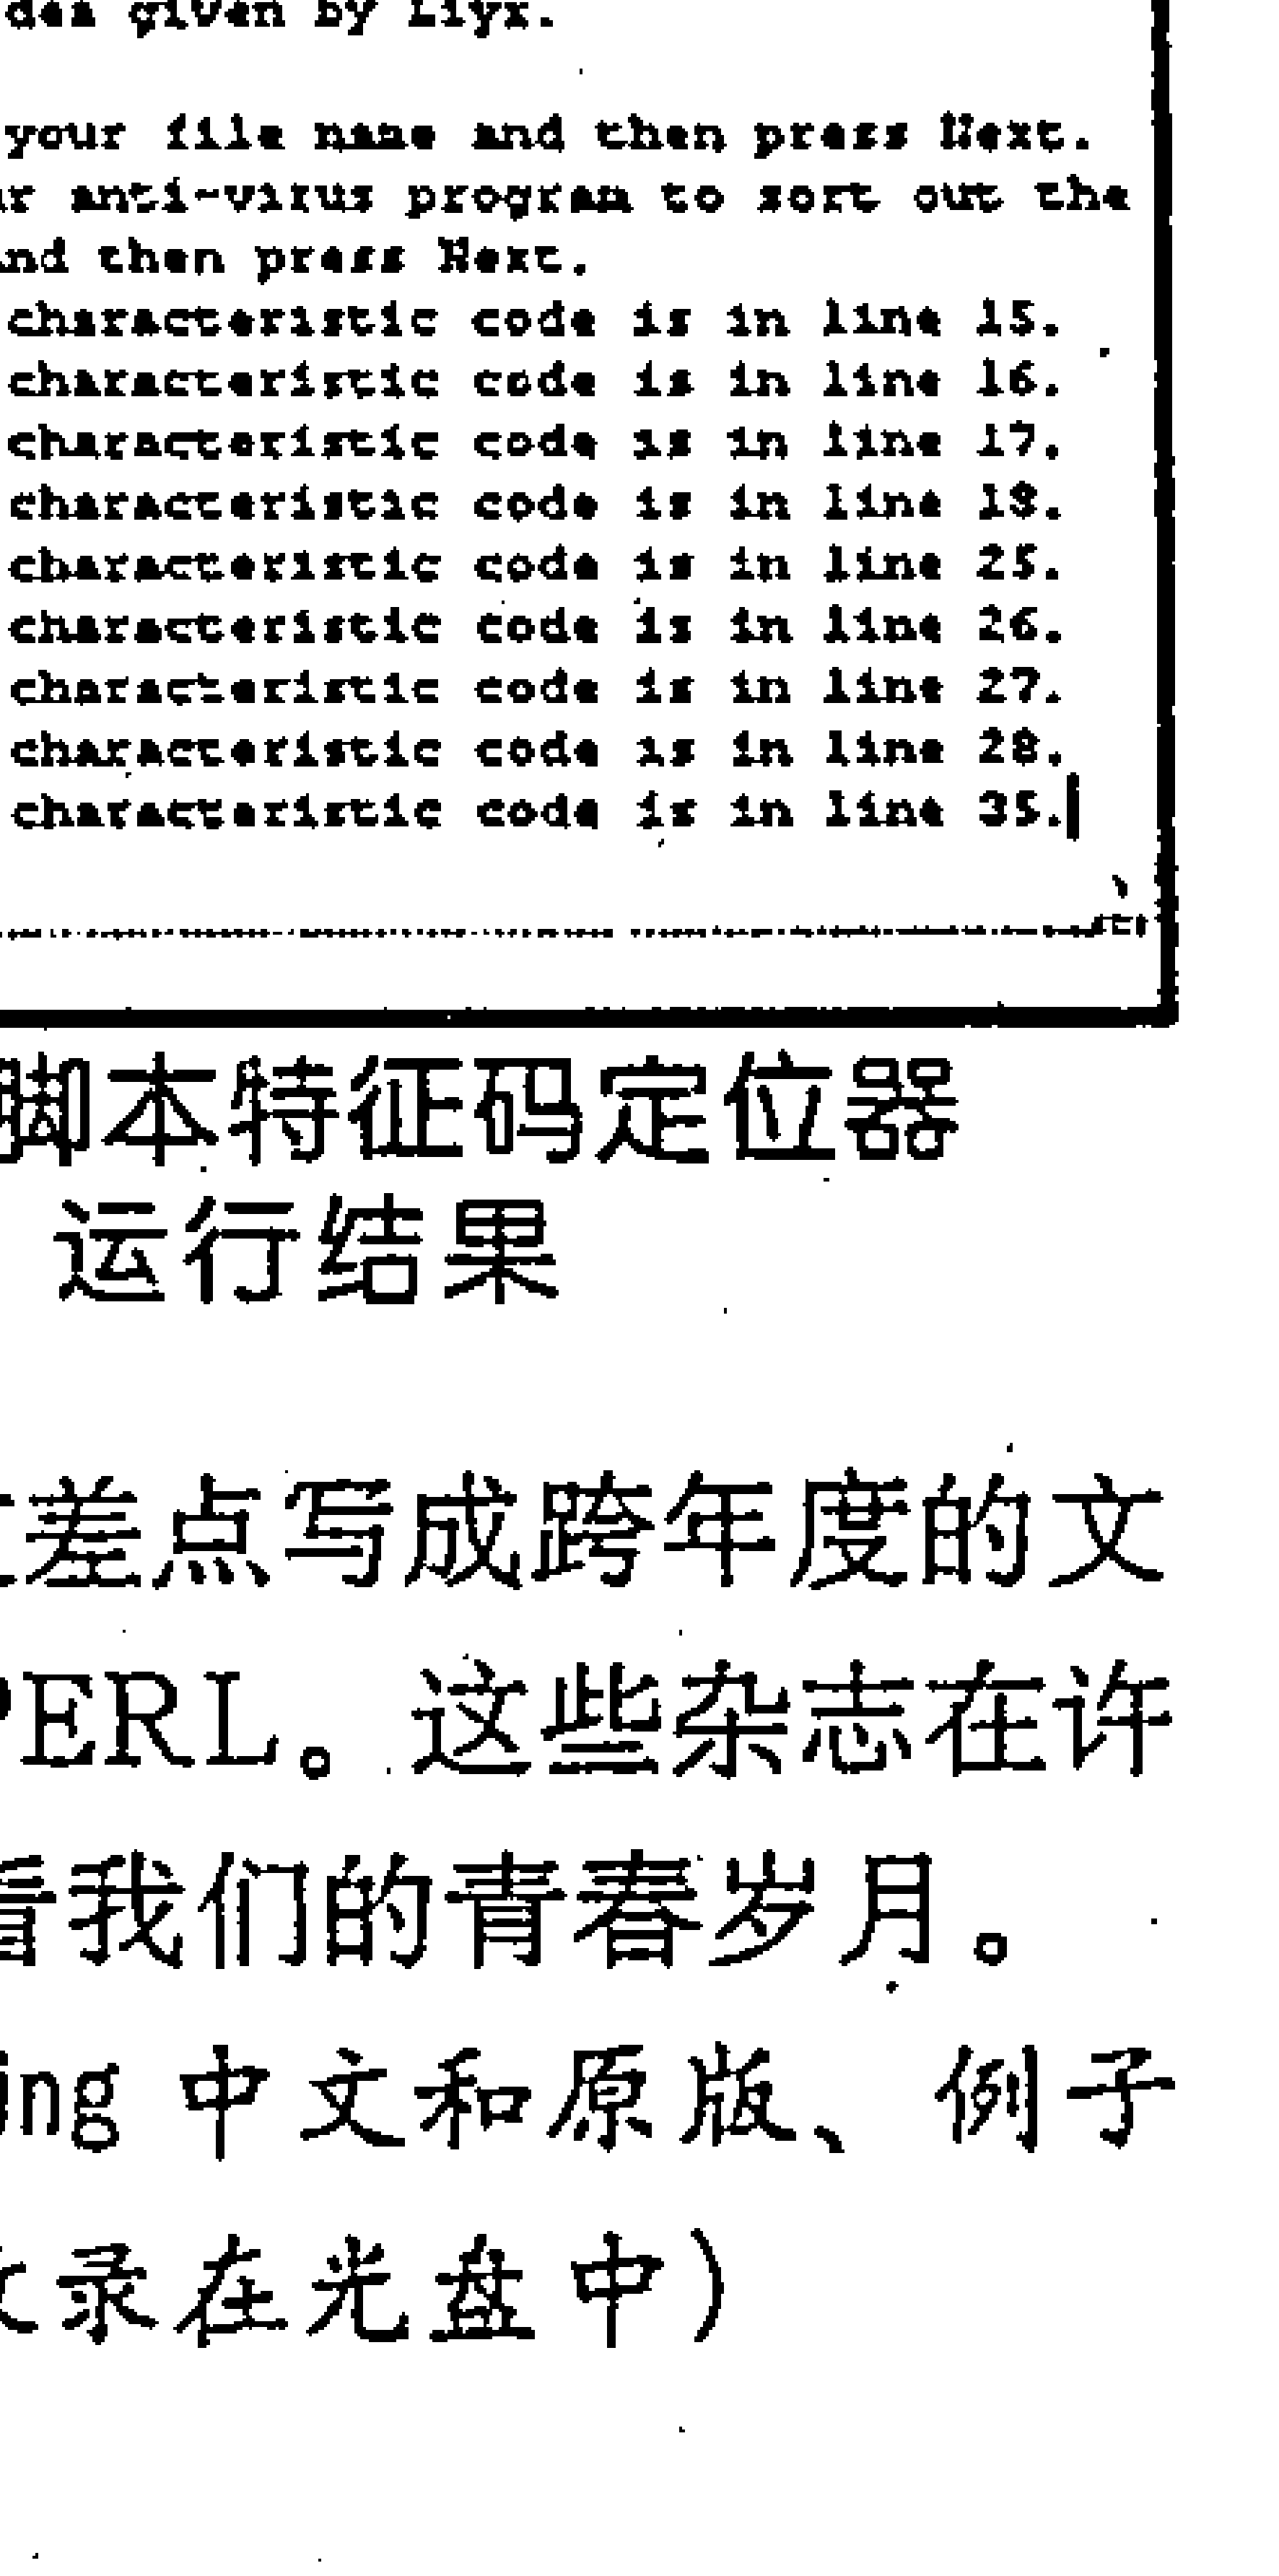 given by Liyx.
your file name and then press Next.
anti-virus program to sort out the
then press Next.
characteristic code is in line 15.
characteristic code is in line 16.
characteristic code is in line 17.
characteristic code is in line 18.
characteristic code is in line 25.
characteristic code is in line 26.
characteristic code is in line 27.
characteristic code is in line 28.
characteristic code is in line 35.
脚本特征码定位器
运行结果
差点写成跨年度的文
PERL。这些杂志在许
着我们的青春岁月。
ing 中文和原版、例子
录在光盘中)